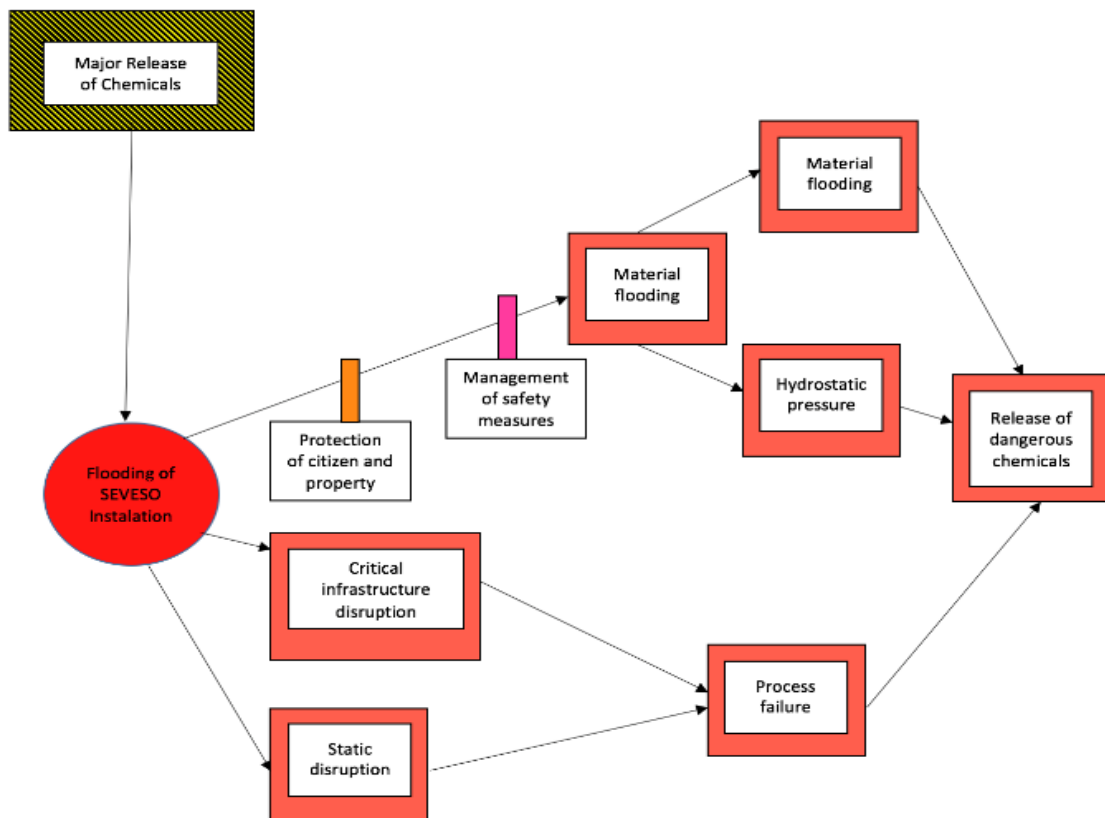 Major Release
of Chemicals
Material
flooding
Material
flooding
Management
of safety
measures
Hydrostatic
pressure
Release of
dangerous
chemicals
Protection
of citizen and
property
Flooding of
SEVESO
Instalation
Critical
infrastructure
disruption
Process
failure
Static
disruption